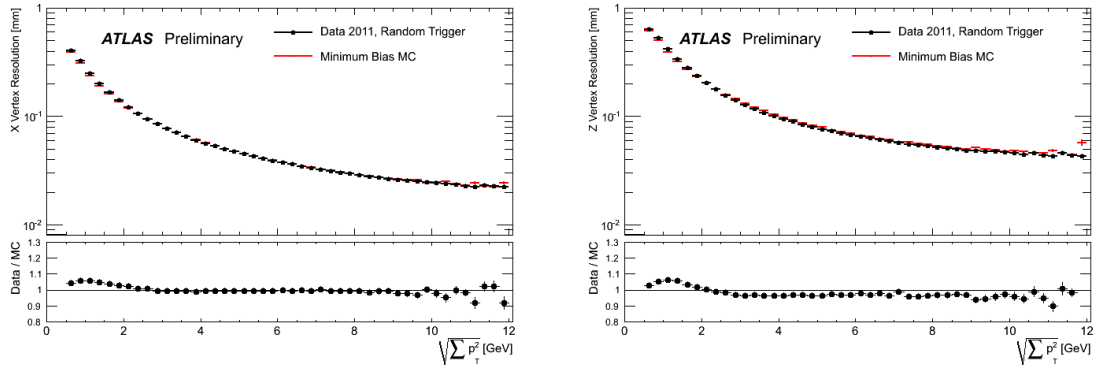 X Vertex Resolution [mm]
1
10⁻¹
10⁻²
ATLAS Preliminary
Data 2011, Random Trigger
Minimum Bias MC
Data / MC
1.3
1.2
1.1
1
0.9
0.8
0 2 4 6 8 10 12
√∑ p_T^2 [GeV]
Z Vertex Resolution [mm]
1
10⁻¹
10⁻²
ATLAS Preliminary
Data 2011, Random Trigger
Minimum Bias MC
Data / MC
1.3
1.2
1.1
1
0.9
0.8
0 2 4 6 8 10 12
√∑ p_T^2 [GeV]